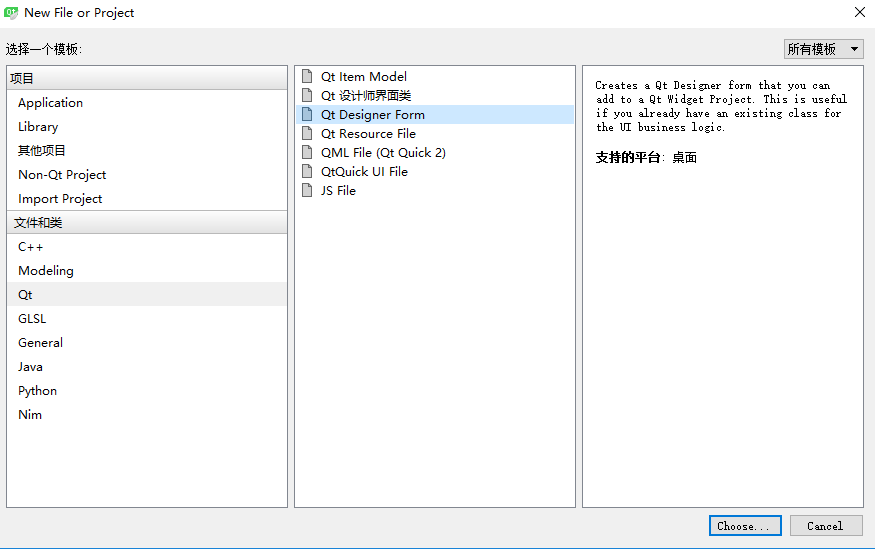 New File or Project
选择一个模板:
所有模板
项目
Application
Library
其他项目
Non-Qt Project
Import Project
文件和类
C++
Modeling
Qt
GLSL
General
Java
Python
Nim
Qt Item Model
Qt 设计师界面类
Qt Designer Form
Qt Resource File
QML File (Qt Quick 2)
QtQuick UI File
JS File
Creates a Qt Designer form that you can
add to a Qt Widget Project. This is useful
if you already have an existing class for
the UI business logic.
支持的平台: 桌面
Choose...
Cancel